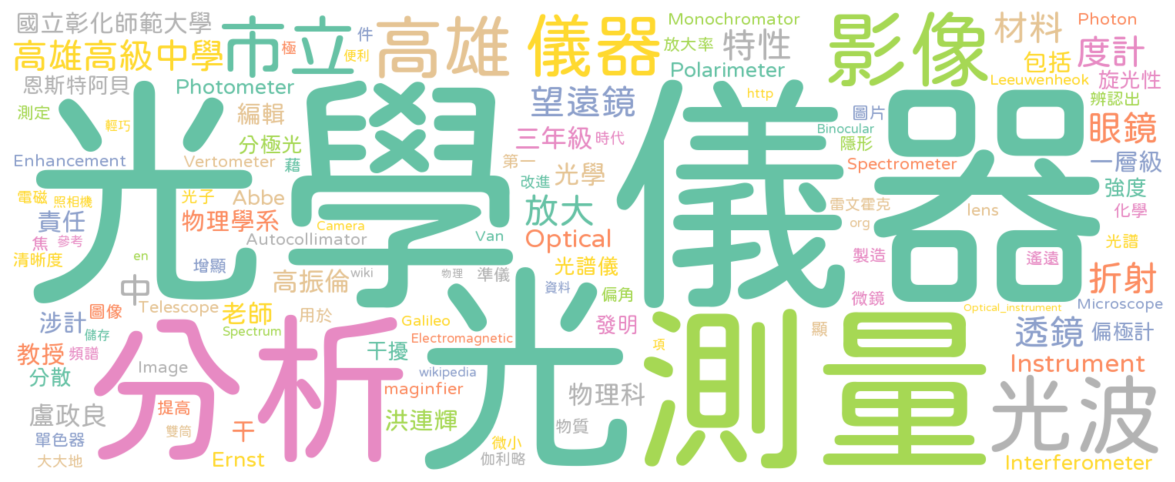 國立彰化師範大學
市立
極
件
便利
高雄
儀器
Monochromator
放大率
特性
影像
材料
Photon
度計
高雄高級中學
恩斯特阿貝
Photometer
望遠鏡
Polarimeter
包括
Leeuwenheok
旋光性
測定
輕巧
編輯
分極光
三年級
時代
http
圖片
辨認出
眼鏡
Binocular
隱形
Enhancement
Vertometer
藉
第一
光學
改進
Spectrometer
一層級
光學儀器
電磁
照相機
光子
Abbe
放大
強度
責任
物理學系
雷文霍克
lens
化學
焦
參考
Camera
Van
Optical
org
清晰度
en
增顯
Autocollimator
wiki
物理
準儀
光譜儀
製造
遙遠
光譜
中
高振倫
資料
偏角
微鏡
折射
圖像
Telescope
老師
用於
Galileo
發明
Optical_instrument
Microscope
涉計
儲存
Spectrum
Electromagnetic
項
顯
透鏡
偏極計
教授
頻譜
分析
干擾
光
測量
分散
Image
wikipedia
maginfier
物理科
Instrument
盧政良
提高
洪連輝
物質
光波
單色器
雙筒
干
微小
大大地
Ernst
伽利略
Interferometer